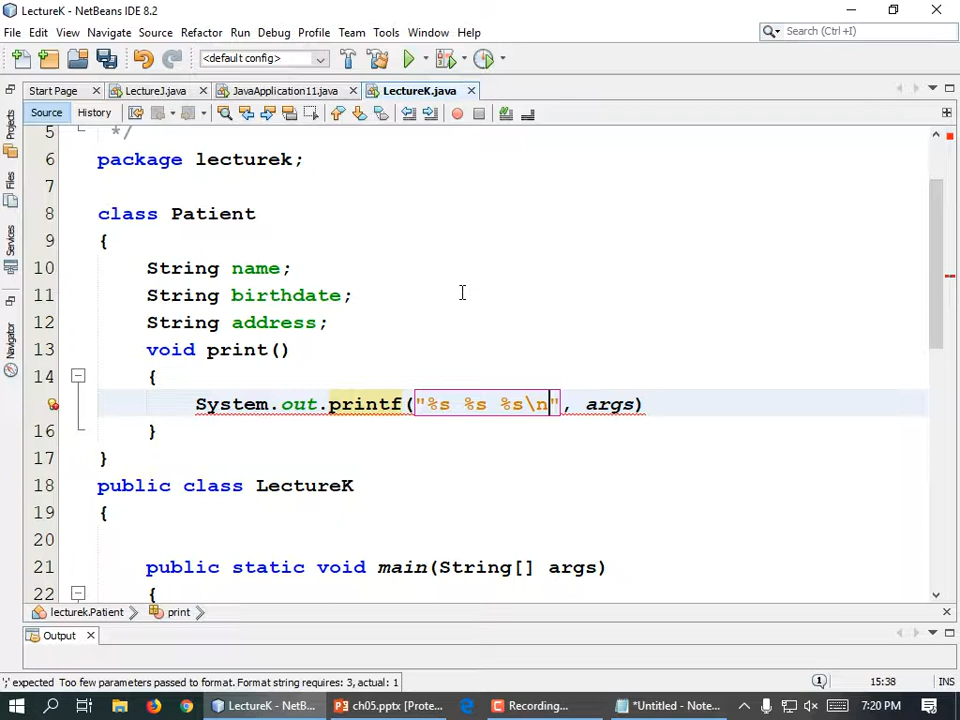 LectureK - NetBeans IDE 8.2
File Edit View Navigate Source Refactor Run Debug Profile Team Tools Window Help
Search (Ctrl+I)
<default config>
Start Page LectureJ.java JavaApplication11.java LectureK.java
Source History
Projects
Files
Services
Navigator
5 */
6 package lecturek;
7
8 class Patient
9 {
10 String name;
11 String birthdate;
12 String address;
13 void print()
14 {
System.out.printf("%s %s %s\n", args)
16 }
17 }
18 public class LectureK
19 {
20
21 public static void main(String[] args)
22 {
lecturek.Patient print
Output
';' expected Too few parameters passed to format. Format string requires: 3, actual: 1
1 15:38 INS
LectureK - NetB... ch05.pptx [Prote... Recording... *Untitled - Note... 7:20 PM